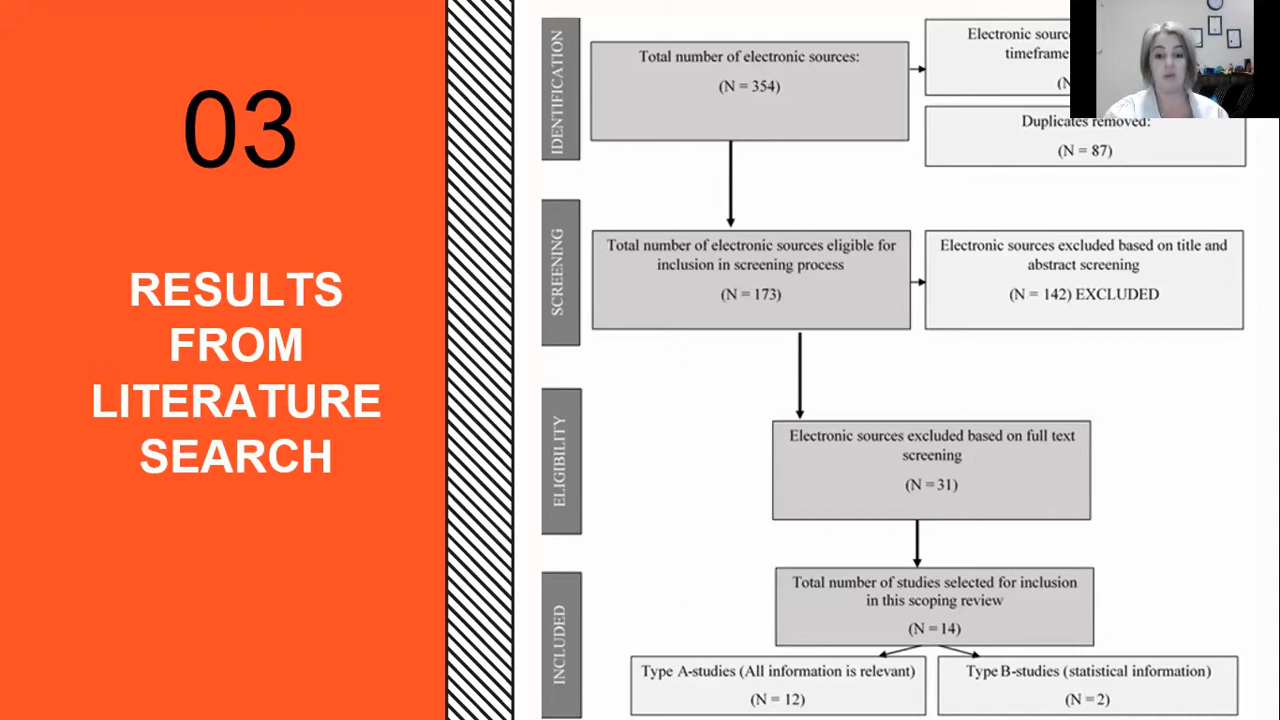 03
RESULTS
FROM
LITERATURE
SEARCH
IDENTIFICATION
Total number of electronic sources:
(N = 354)
Electronic
timeframe
Duplicates removed:
(N = 87)
SCREENING
Total number of electronic sources eligible for
inclusion in screening process
(N = 173)
Electronic sources excluded based on title and
abstract screening
(N = 142) EXCLUDED
ELIGIBILITY
Electronic sources excluded based on full text
screening
(N = 31)
INCLUDED
Total number of studies selected for inclusion
in this scoping review
(N = 14)
Type A-studies (All information is relevant)
(N = 12)
Type B-studies (statistical information)
(N = 2)